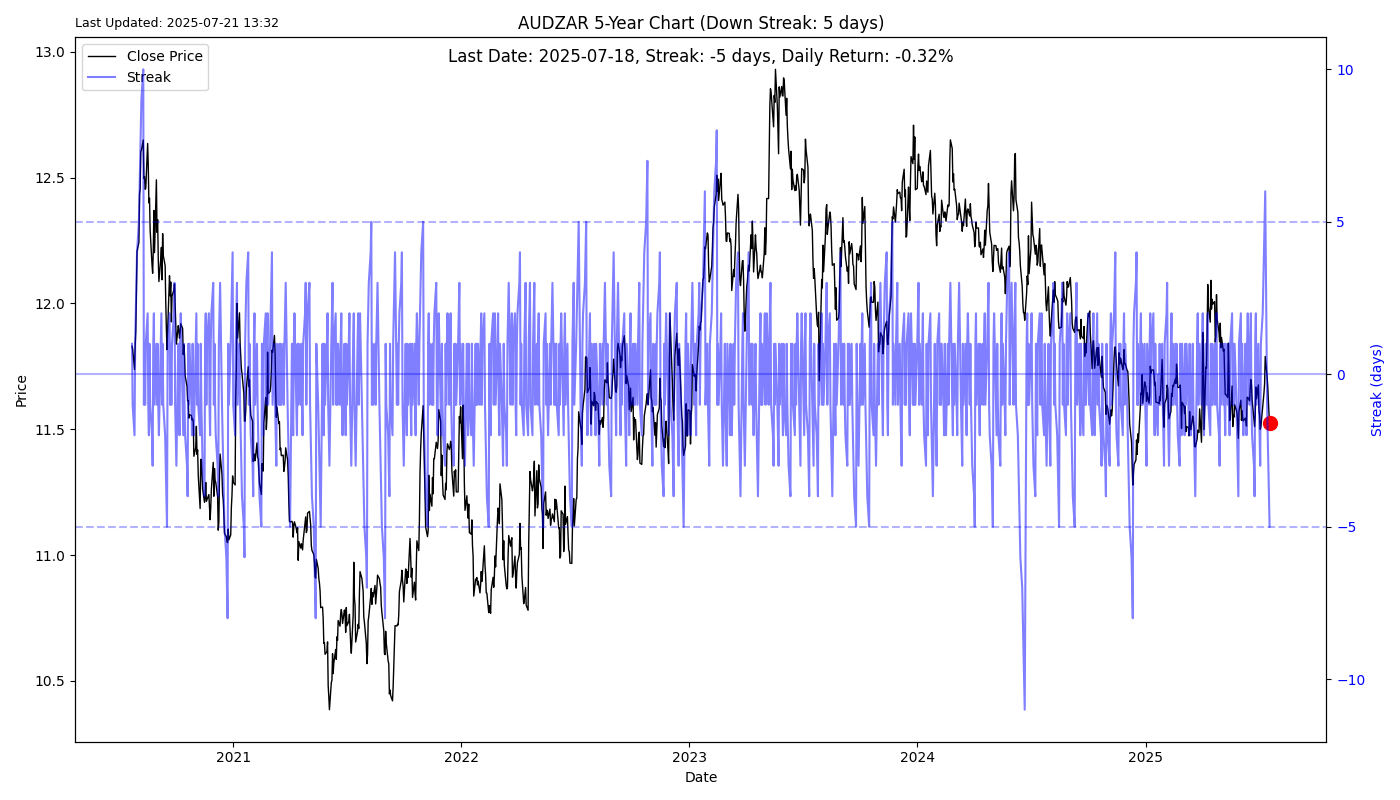 Last Updated: 2025-07-21 13:32
AUDZAR 5-Year Chart (Down Streak: 5 days)
Last Date: 2025-07-18, Streak: -5 days, Daily Return: -0.32%
Close Price
Streak
13.0
12.5
12.0
11.5
11.0
10.5
Price
10
5
0
−5
−10
Streak (days)
2021
2022
2023
2024
2025
Date